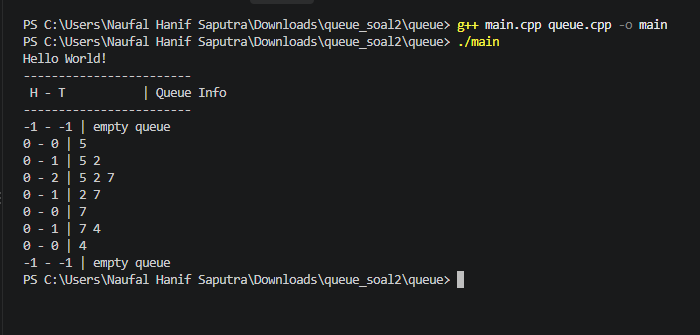 PS C:\Users\Naufal Hanif Saputra\Downloads\queue_soal2\queue> g++ main.cpp queue.cpp -o main
PS C:\Users\Naufal Hanif Saputra\Downloads\queue_soal2\queue> ./main
Hello World!
------------------------
 H - T          | Queue Info
------------------------
-1 - -1 | empty queue
0 - 0 | 5
0 - 1 | 5 2
0 - 2 | 5 2 7
0 - 1 | 2 7
0 - 0 | 7
0 - 1 | 7 4
0 - 0 | 4
-1 - -1 | empty queue
PS C:\Users\Naufal Hanif Saputra\Downloads\queue_soal2\queue>